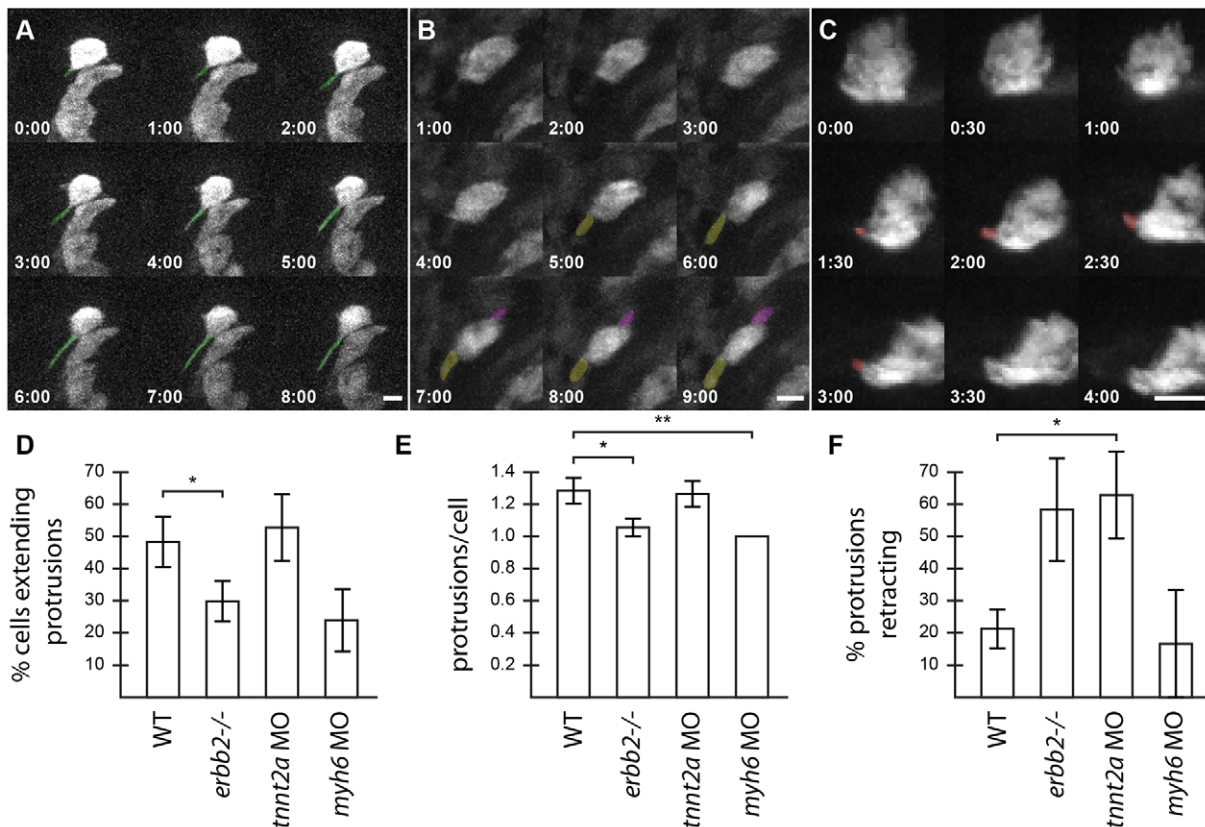 A B C
0:00 1:00 2:00 1:00 2:00 3:00 0:00 0:30 1:00
3:00 4:00 5:00 4:00 5:00 6:00 1:30 2:00 2:30
6:00 7:00 8:00 7:00 8:00 9:00 3:00 3:30 4:00
D
% cells extending
protrusions
70
60
50
40
30
20
10
*
WT
erbb2-/-
tnnt2a MO
myh6 MO
E
protrusions/cell
1.4
1.2
1.0
0.8
0.6
0.4
0.2
**
*
WT
erbb2-/-
tnnt2a MO
myh6 MO
F
% protrusions
retracting
70
60
50
40
30
20
10
*
WT
erbb2-/-
tnnt2a MO
myh6 MO